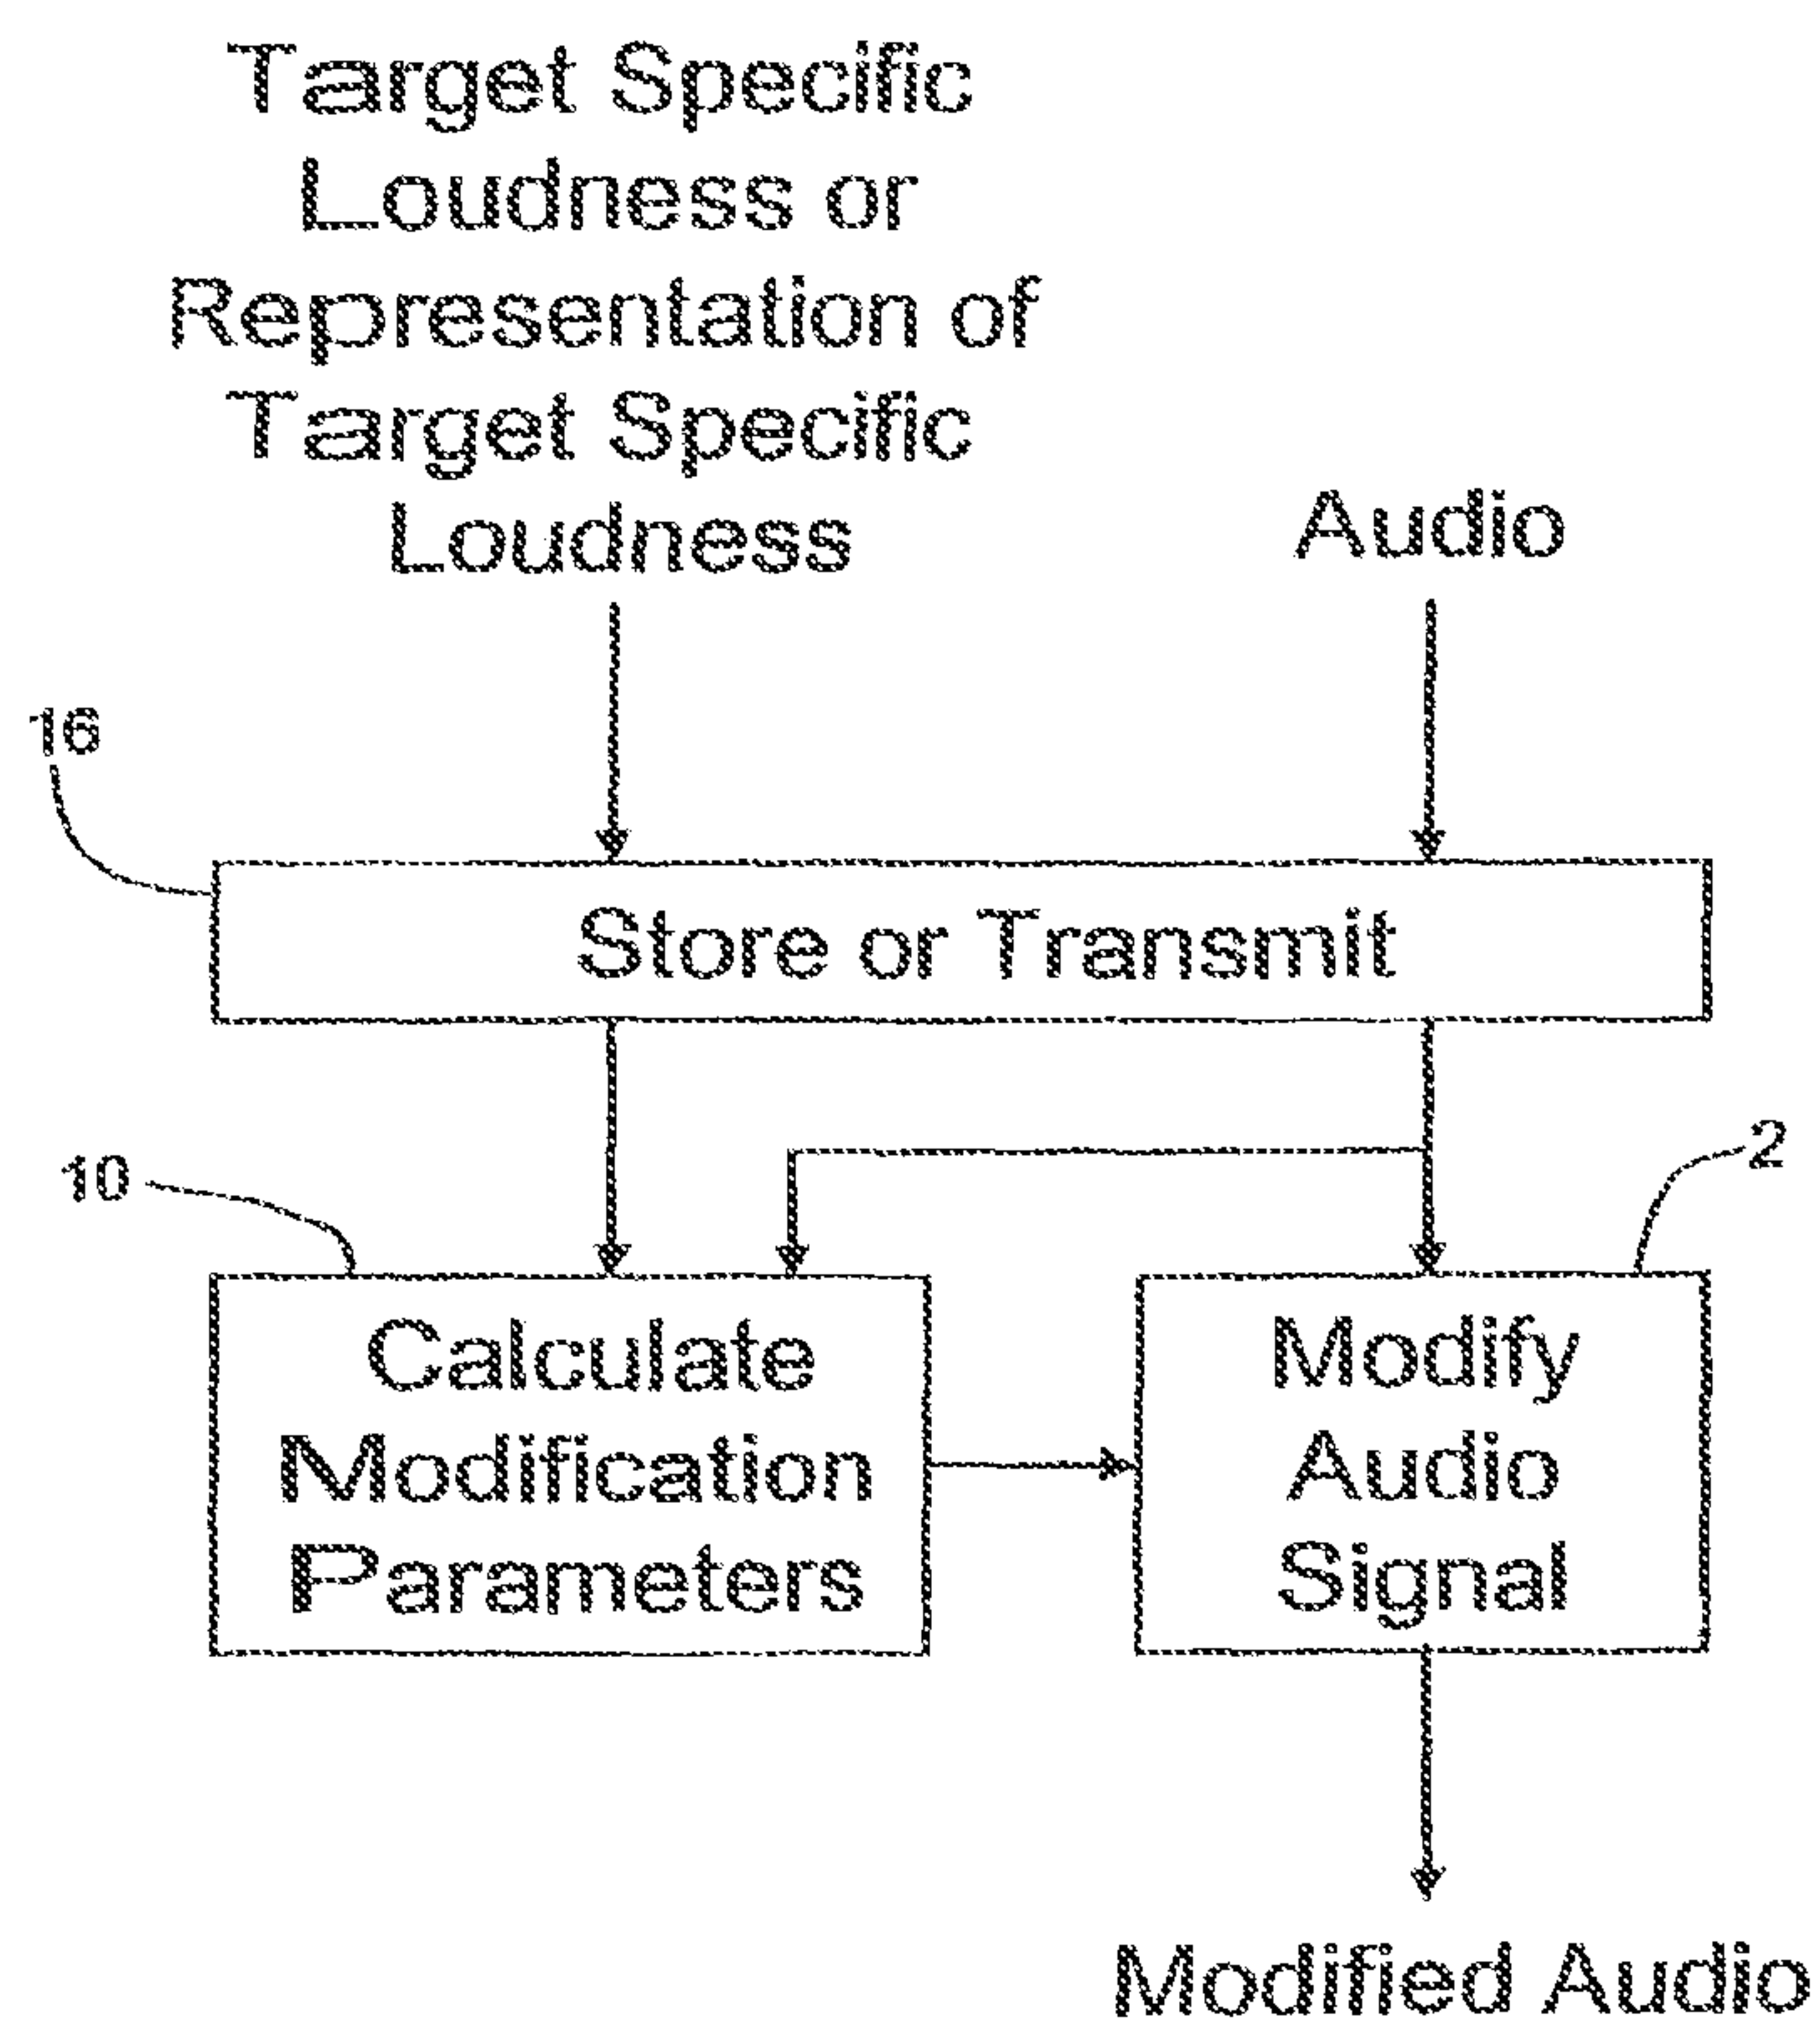 Target Specific
Loudness or
Representation of
Target Specific
Loudness
Audio
16
Store or Transmit
10
2
Calculate
Modification
Parameters
Modify
Audio
Signal
Modified Audio